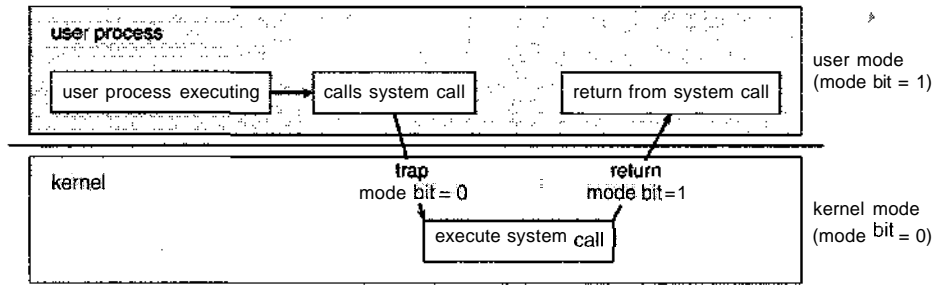 user process
user process executing
calls system call
return from system call
user mode
(mode bit = 1)
trap
mode bit = 0
return
mode bit=1
kernel
execute system call
kernel mode
(mode bit = 0)